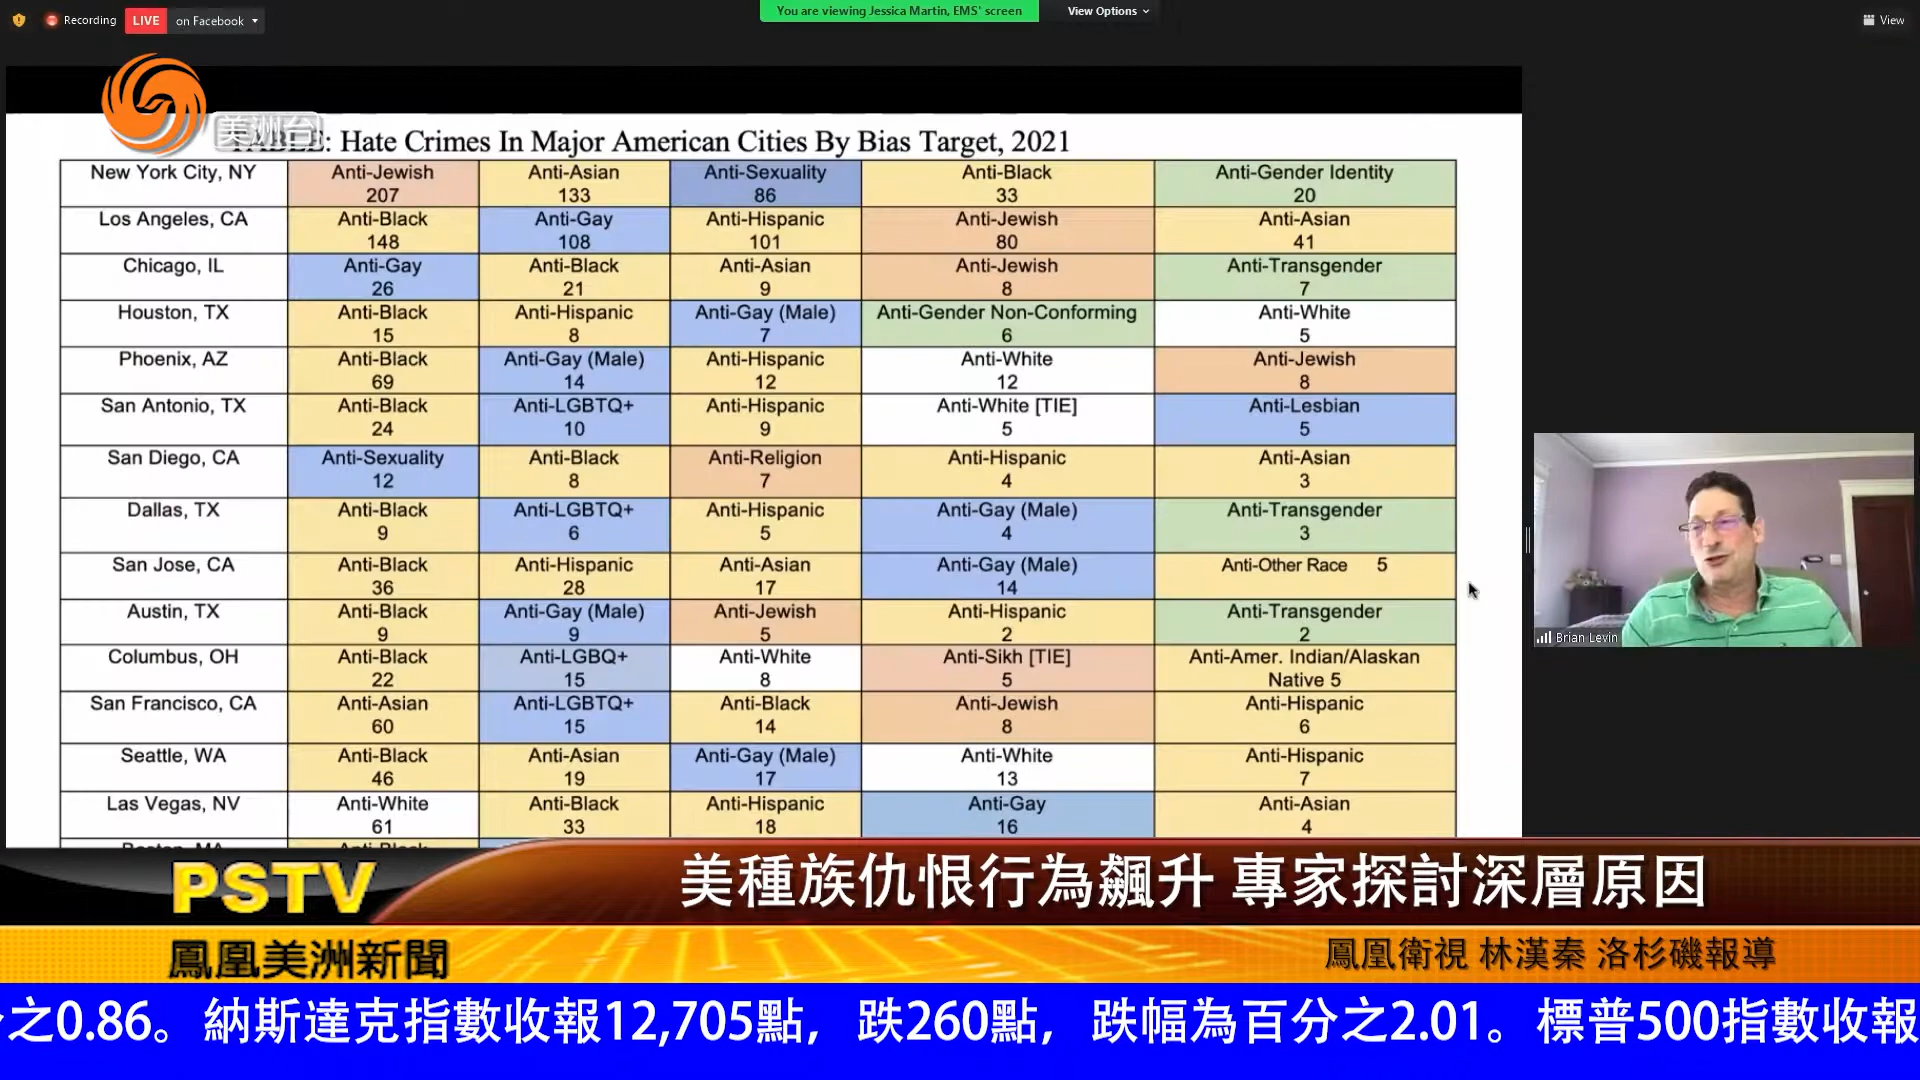 Recording LIVE on Facebook
You are viewing Jessica Martin, EMS' screen
View Options
View
美洲台
TABLE: Hate Crimes In Major American Cities By Bias Target, 2021
New York City, NY Anti-Jewish 207 Anti-Asian 133 Anti-Sexuality 86 Anti-Black 33 Anti-Gender Identity 20
Los Angeles, CA Anti-Black 148 Anti-Gay 108 Anti-Hispanic 101 Anti-Jewish 80 Anti-Asian 41
Chicago, IL Anti-Gay 26 Anti-Black 21 Anti-Asian 9 Anti-Jewish 8 Anti-Transgender 7
Houston, TX Anti-Black 15 Anti-Hispanic 8 Anti-Gay (Male) 7 Anti-Gender Non-Conforming 6 Anti-White 5
Phoenix, AZ Anti-Black 69 Anti-Gay (Male) 14 Anti-Hispanic 12 Anti-White 12 Anti-Jewish 8
San Antonio, TX Anti-Black 24 Anti-LGBTQ+ 10 Anti-Hispanic 9 Anti-White [TIE] 5 Anti-Lesbian 5
San Diego, CA Anti-Sexuality 12 Anti-Black 8 Anti-Religion 7 Anti-Hispanic 4 Anti-Asian 3
Dallas, TX Anti-Black 9 Anti-LGBTQ+ 6 Anti-Hispanic 5 Anti-Gay (Male) 4 Anti-Transgender 3
San Jose, CA Anti-Black 36 Anti-Hispanic 28 Anti-Asian 17 Anti-Gay (Male) 14 Anti-Other Race 5
Austin, TX Anti-Black 9 Anti-Gay (Male) 9 Anti-Jewish 5 Anti-Hispanic 2 Anti-Transgender 2
Columbus, OH Anti-Black 22 Anti-LGBQ+ 15 Anti-White 8 Anti-Sikh [TIE] 5 Anti-Amer. Indian/Alaskan Native 5
San Francisco, CA Anti-Asian 60 Anti-LGBTQ+ 15 Anti-Black 14 Anti-Jewish 8 Anti-Hispanic 6
Seattle, WA Anti-Black 46 Anti-Asian 19 Anti-Gay (Male) 17 Anti-White 13 Anti-Hispanic 7
Las Vegas, NV Anti-White 61 Anti-Black 33 Anti-Hispanic 18 Anti-Gay 16 Anti-Asian 4
Brian Levin
PSTV
美種族仇恨行為飆升 專家探討深層原因
鳳凰美洲新聞
鳳凰衛視 林漢秦 洛杉磯報導
之0.86。納斯達克指數收報12,705點，跌260點，跌幅為百分之2.01。標普500指數收報